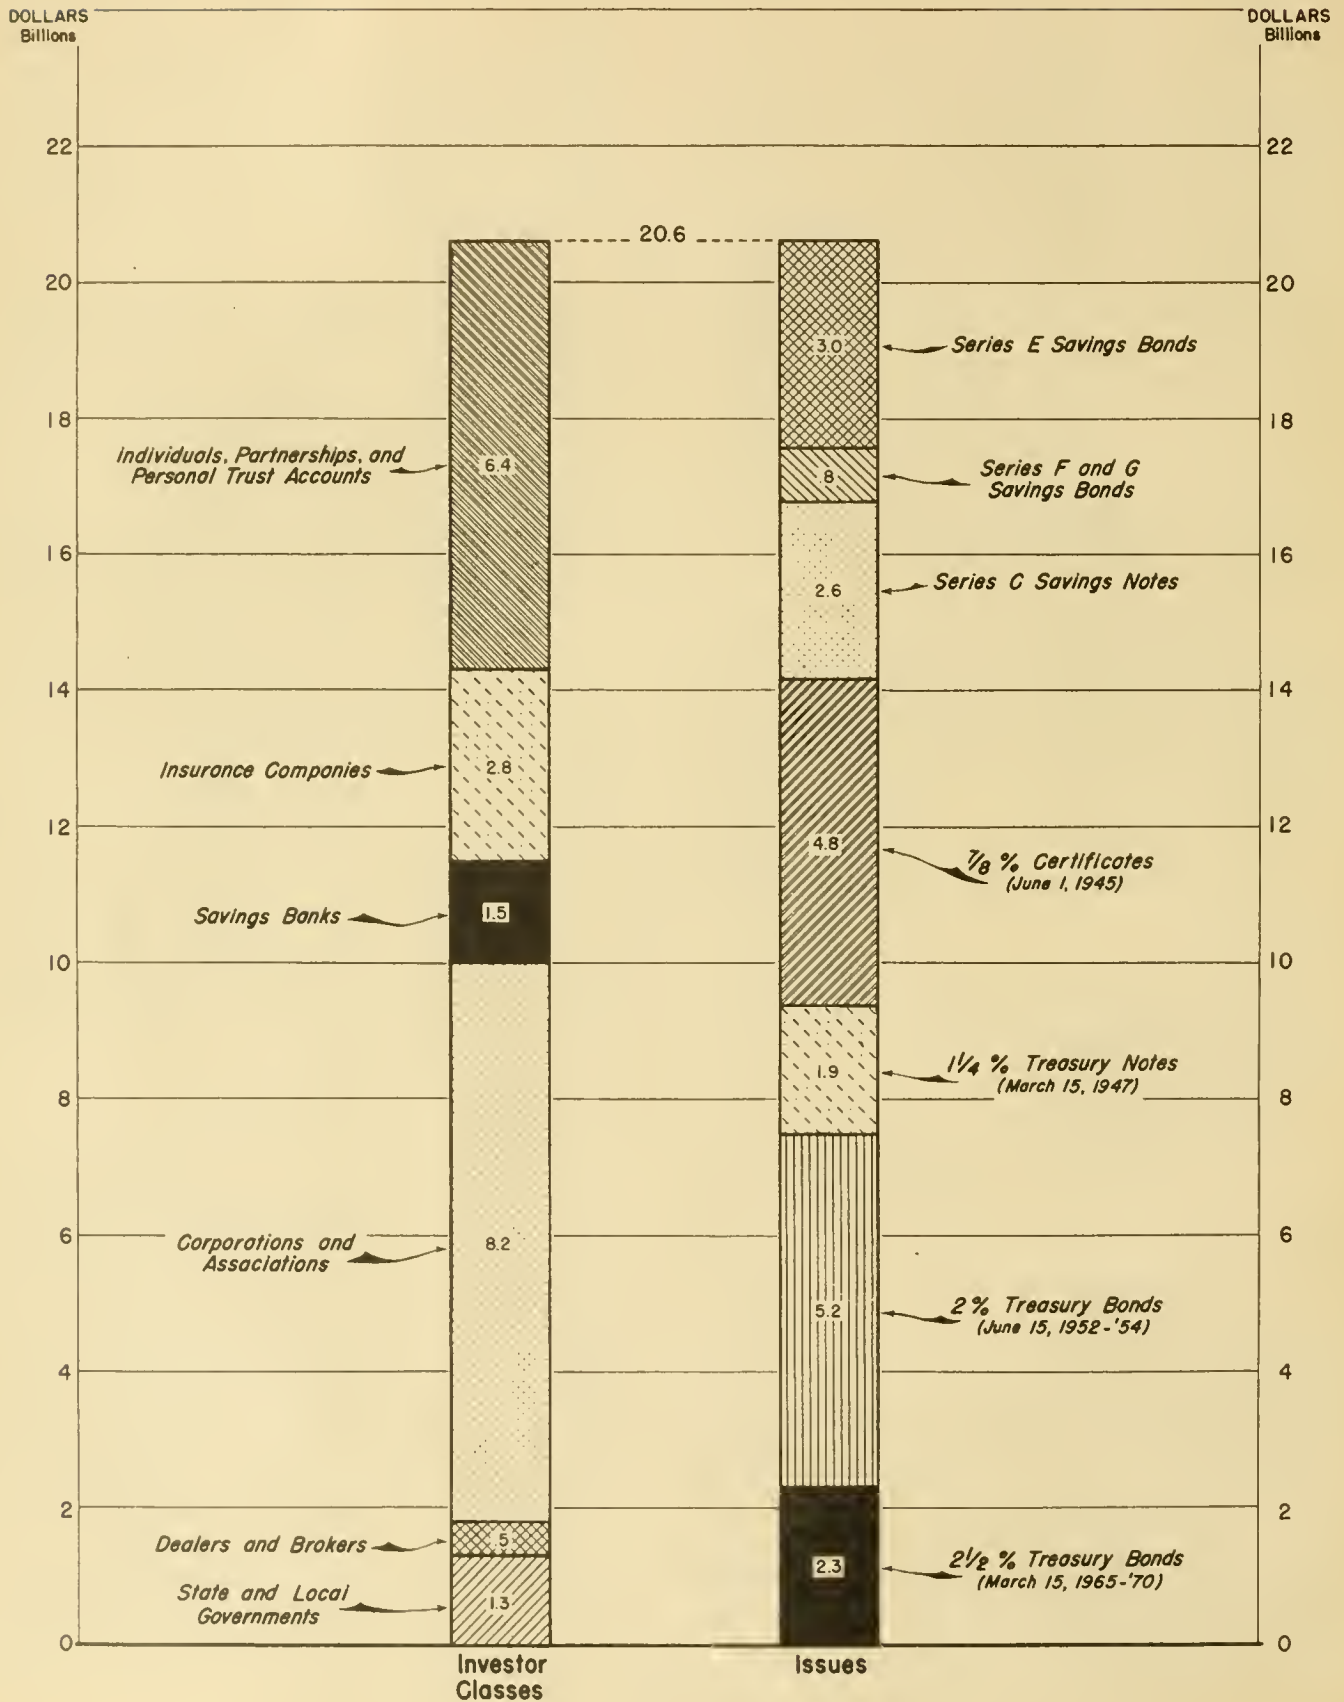 DOLLARS
Billions
DOLLARS
Billions
22
22
20.6
20
20
3.0
Series E Savings Bonds
18
18
Individuals, Partnerships, and
Personal Trust Accounts
6.4
.8
Series F and G
Savings Bonds
16
16
2.6
Series C Savings Notes
14
14
Insurance Companies
2.8
12
12
4.8
7/8 % Certificates
(June 1, 1945)
Savings Banks
1.5
10
10
1.9
1 1/4 % Treasury Notes
(March 15, 1947)
8
8
6
6
Corporations and
Associations
8.2
5.2
2 % Treasury Bonds
(June 15, 1952-'54)
4
4
2
2
Dealers and Brokers
.5
2.3
2 1/2 % Treasury Bonds
(March 15, 1965-'70)
State and Local
Governments
1.3
0
0
Investor
Classes
Issues